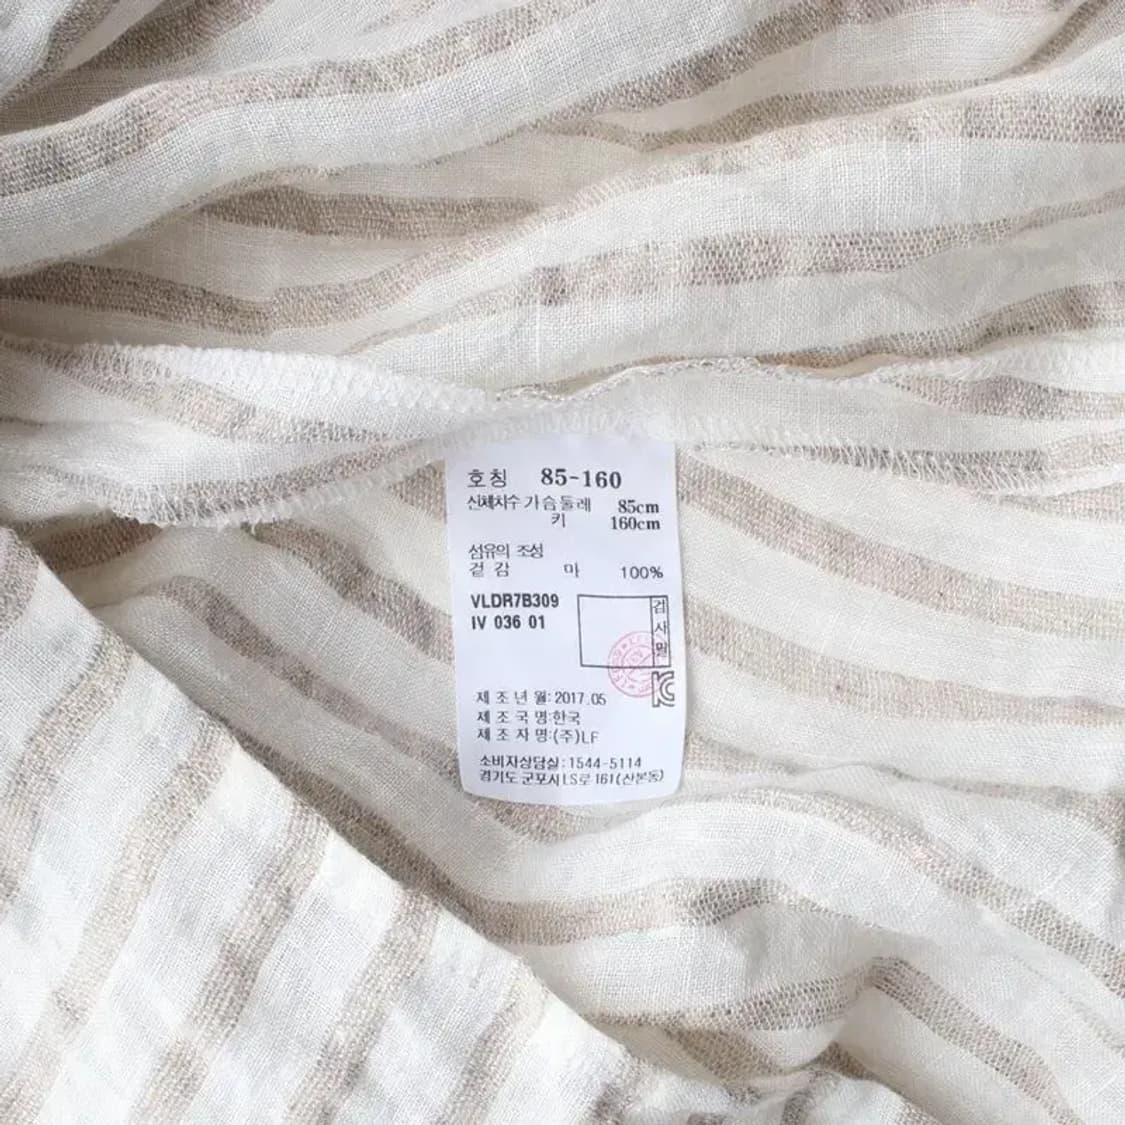 호칭 85-160
신체치수 가슴둘레 85cm
키 160cm
섬유의 조성
겉감 마 100%
VLDR7B309
IV 036 01
검사필
제조년월: 2017.05
제조국명:한국
제조자명:(주)LF
소비자상담실: 1544-5114
경기도 군포시 LS로 161(산본동)